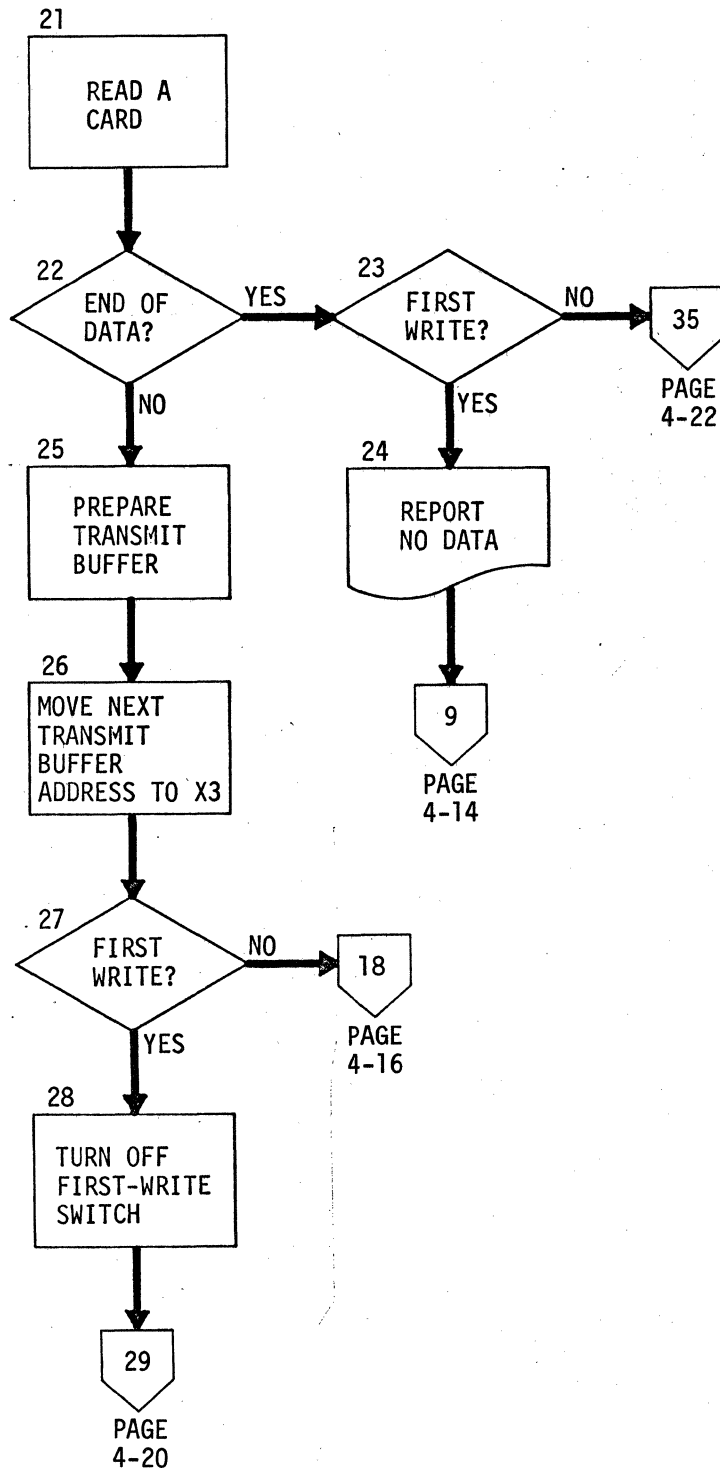 21
READ A
CARD
22
END OF
DATA?
YES
23
FIRST
WRITE?
NO
35
PAGE
4-22
NO
YES
25
PREPARE
TRANSMIT
BUFFER
24
REPORT
NO DATA
26
MOVE NEXT
TRANSMIT
BUFFER
ADDRESS TO X3
9
PAGE
4-14
27
FIRST
WRITE?
NO
18
PAGE
4-16
YES
28
TURN OFF
FIRST-WRITE
SWITCH
29
PAGE
4-20